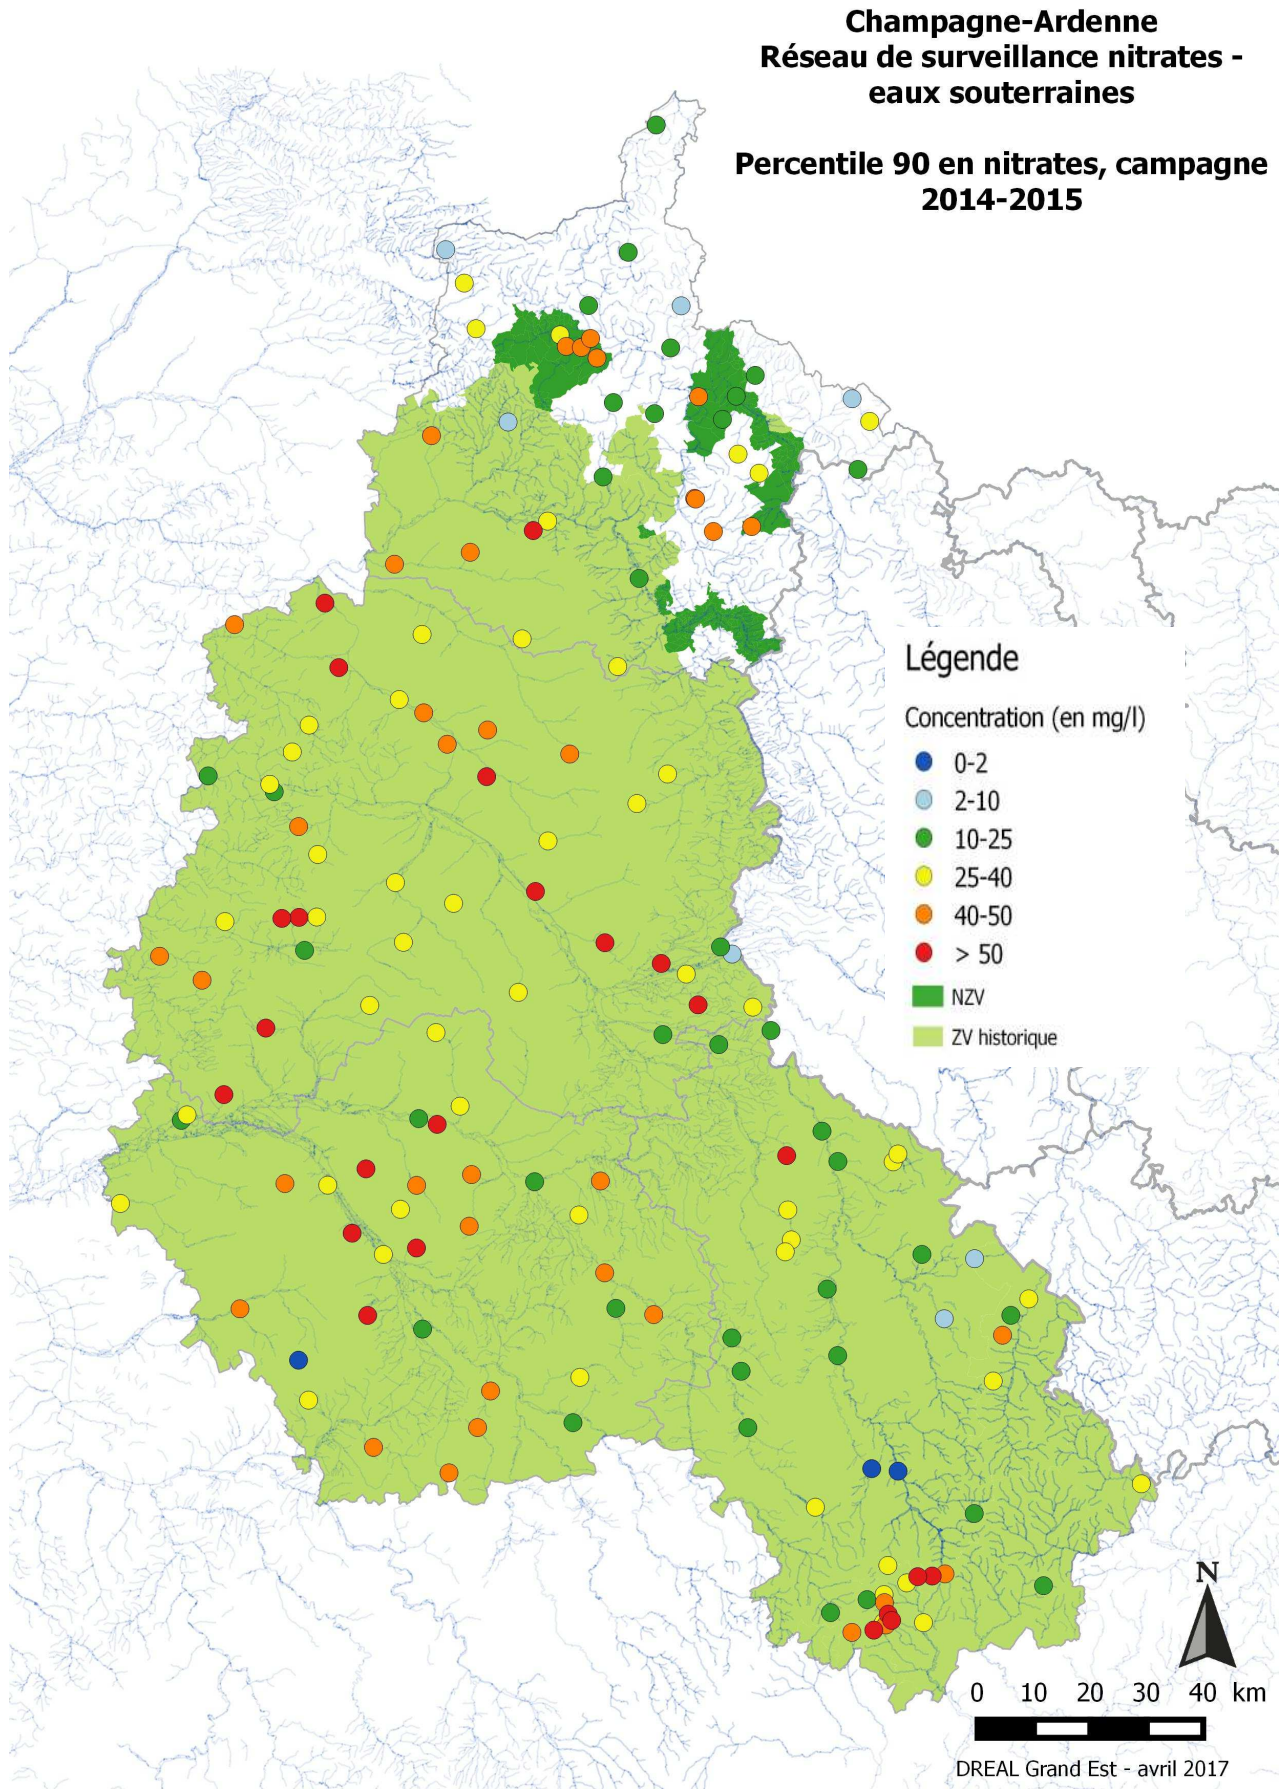 Champagne-Ardenne
Réseau de surveillance nitrates -
eaux souterraines
Percentile 90 en nitrates, campagne
2014-2015
Légende
Concentration (en mg/l)
0-2
2-10
10-25
25-40
40-50
> 50
NZV
ZV historique
N
0 10 20 30 40 km
DREAL Grand Est - avril 2017